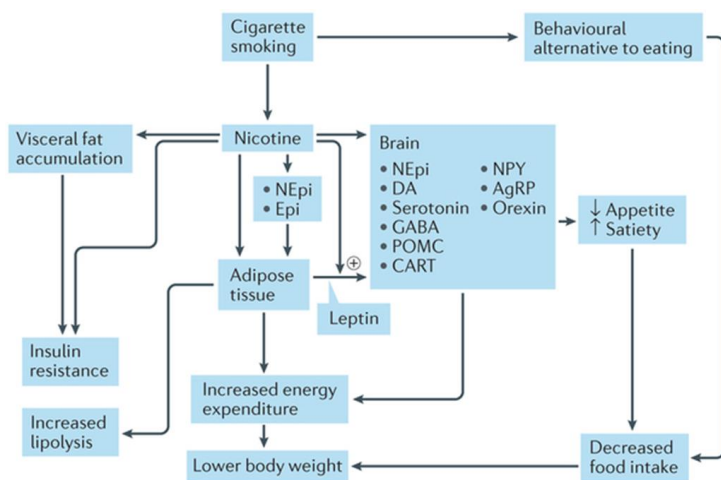 Cigarette
smoking
Behavioural
alternative to eating
Visceral fat
accumulation
Nicotine
• NEpi
• Epi
Brain
• NEpi
• DA
• Serotonin
• GABA
• POMC
• CART
• NPY
• AgRP
• Orexin
↓ Appetite
↑ Satiety
Adipose
tissue
⊕
Leptin
Insulin
resistance
Increased energy
expenditure
Increased
lipolysis
Lower body weight
Decreased
food intake